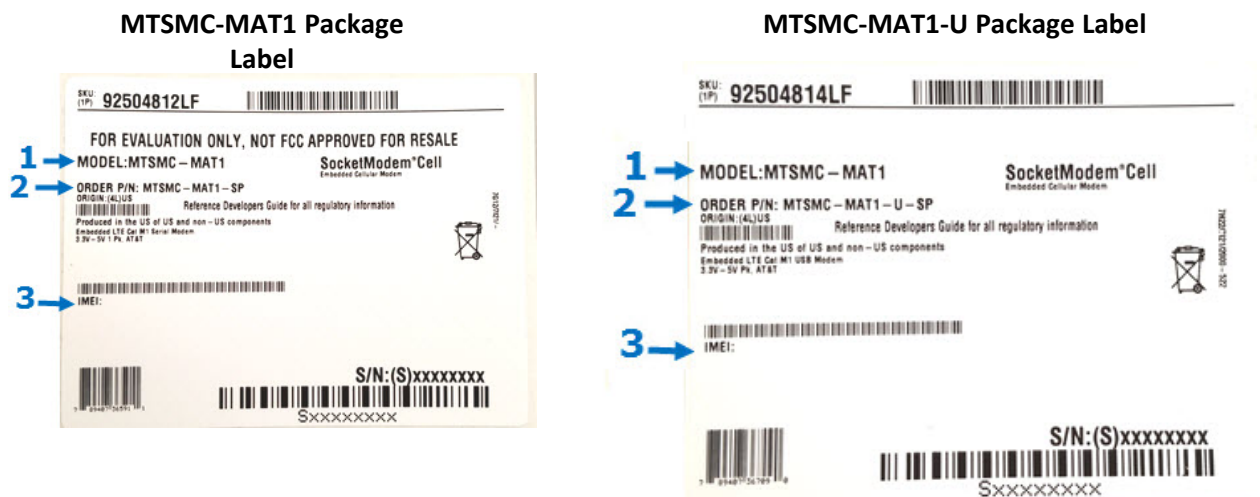 MTSMC-MAT1 Package
Label
SKU:
(1P) 92504812LF
FOR EVALUATION ONLY, NOT FCC APPROVED FOR RESALE
1
MODEL:MTSMC-MAT1
SocketModem®Cell
Embedded Cellular Modem
2
ORDER P/N: MTSMC-MAT1-SP
ORIGIN:(4L)US
Reference Developers Guide for all regulatory information
Produced in the US of US and non-US components
Embedded LTE Cat M1 Serial Modem
3.3V-5V 1 Pk, AT&T
3
IMEI:
S/N:(S)xxxxxxxx
Sxxxxxxxx
MTSMC-MAT1-U Package Label
SKU:
(1P) 92504814LF
1
MODEL:MTSMC-MAT1
SocketModem®Cell
Embedded Cellular Modem
2
ORDER P/N: MTSMC-MAT1-U-SP
ORIGIN:(4L)US
Reference Developers Guide for all regulatory information
Produced in the US of US and non-US components
Embedded LTE Cat M1 USB Modem
3.3V-5V Pk, AT&T
3
IMEI:
S/N:(S)xxxxxxxx
7 09407 36709 0
Sxxxxxxxx